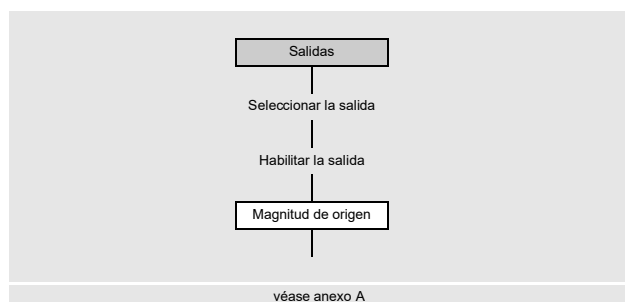 Salidas
Seleccionar la salida
Habilitar la salida
Magnitud de origen
véase anexo A